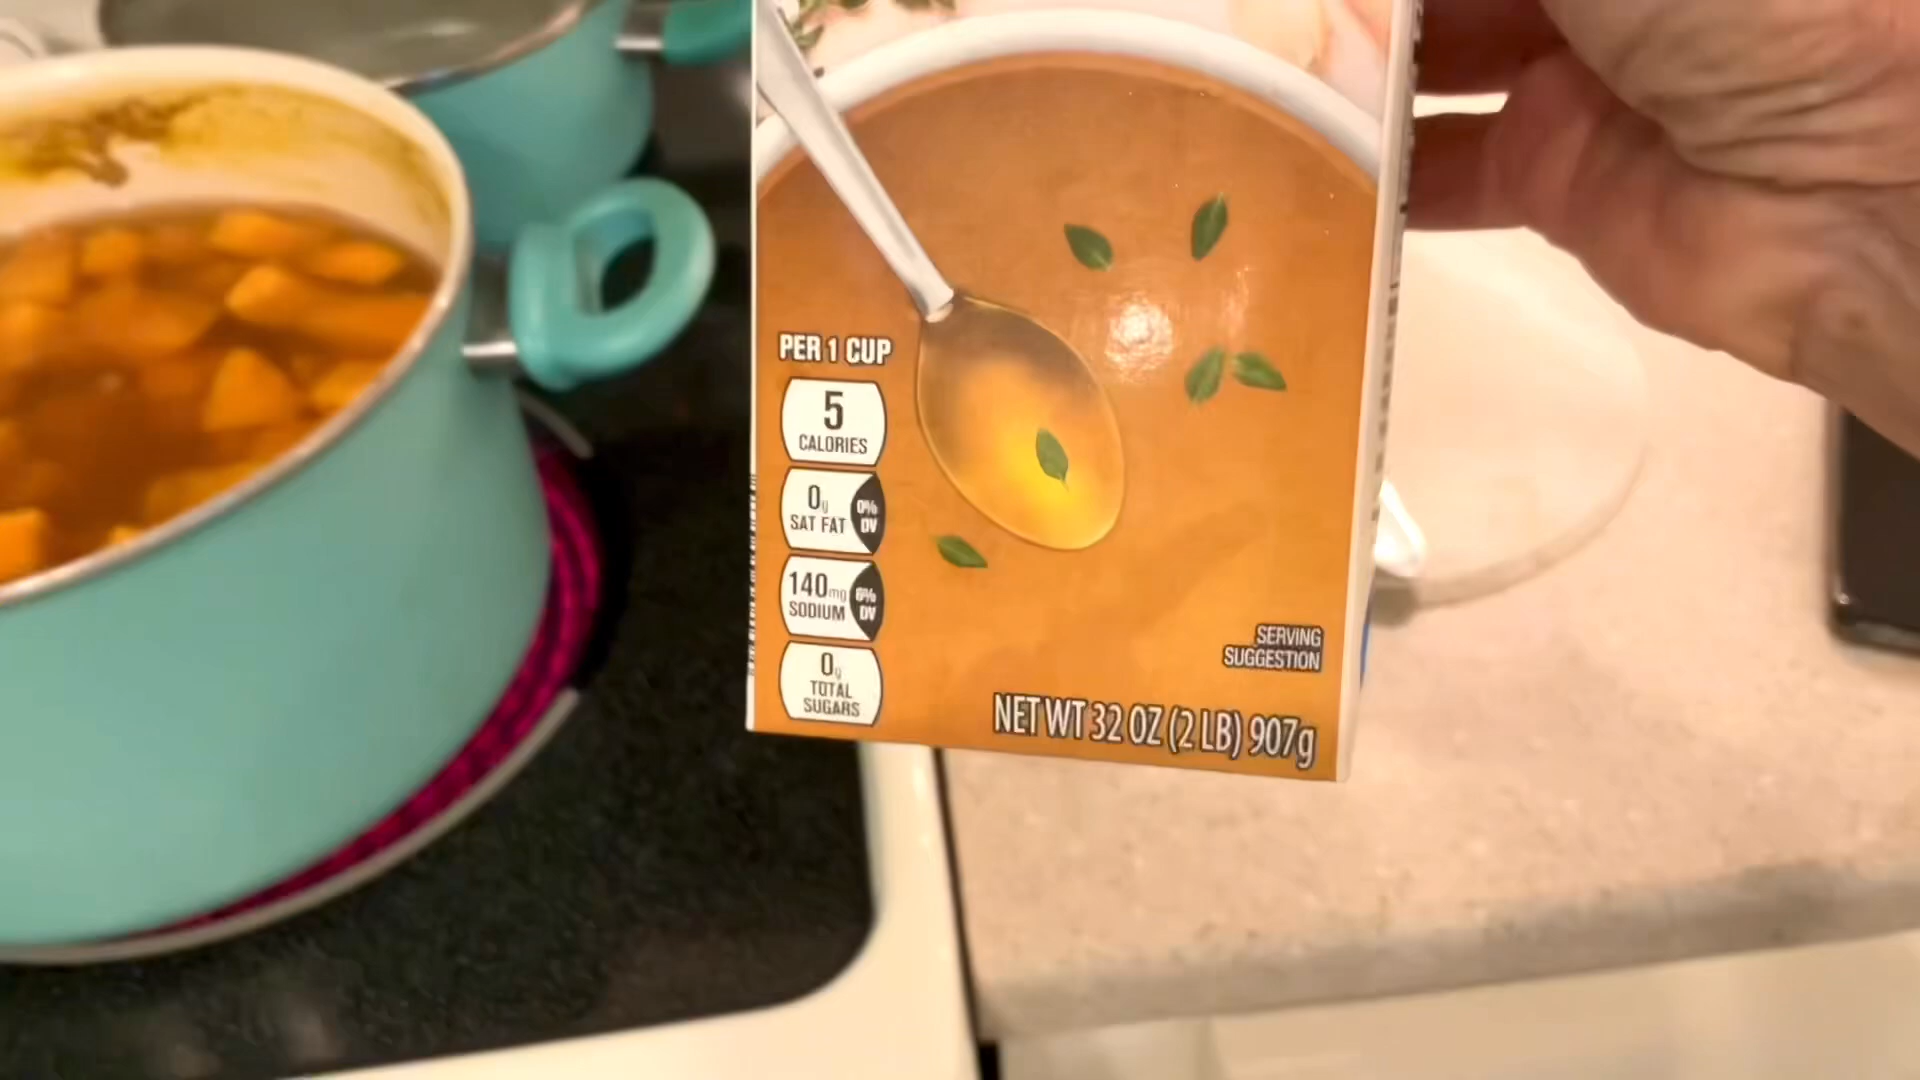 PER 1 CUP
5
CALORIES
0g
SAT FAT
0%
DV
140mg
SODIUM
6%
DV
0g
TOTAL
SUGARS
SERVING
SUGGESTION
NET WT 32 OZ (2 LB) 907g